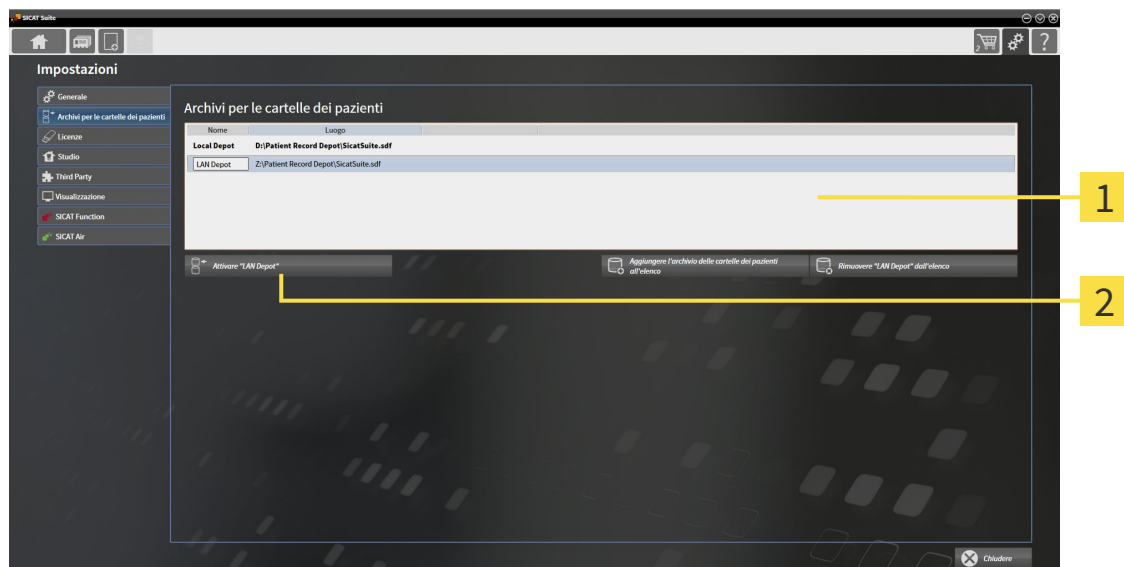 SICAT Suite
2
?
Impostazioni
Generale
Archivi per le cartelle dei pazienti
Licenze
Studio
Third Party
Visualizzazione
SICAT Function
SICAT Air
Archivi per le cartelle dei pazienti
Nome Luogo
Local Depot D:\Patient Record Depot\SicatSuite.sdf
LAN Depot Z:\Patient Record Depot\SicatSuite.sdf
1
Attivare "LAN Depot"
Aggiungere l'archivio delle cartelle dei pazienti
all'elenco
Rimuovere "LAN Depot" dall'elenco
2
Chiudere